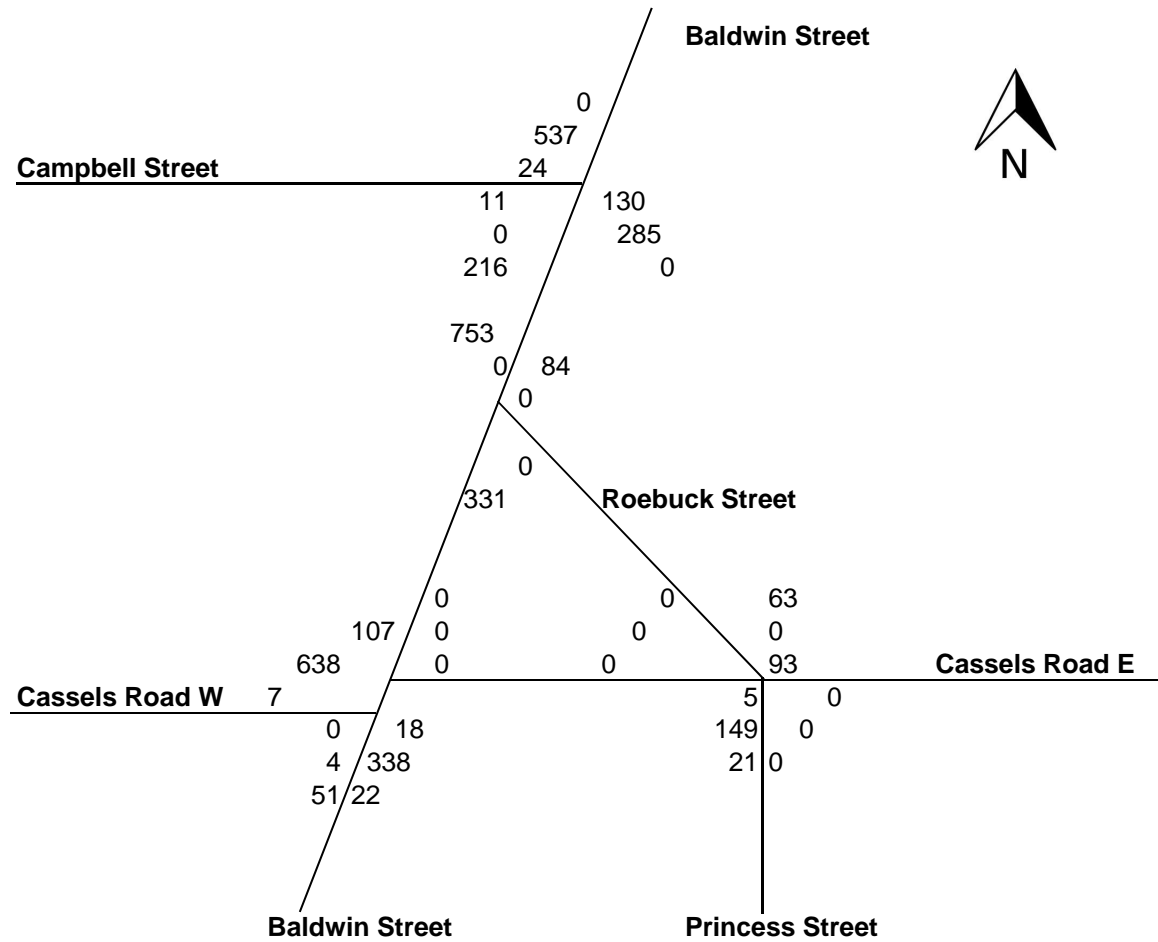 Baldwin Street
0
537
Campbell Street 24
11 130
0 285
216 0
N
753
0 84
0
0
331 Roebuck Street
0 0 63
107 0 0 0
638 0 0 93 Cassels Road E
Cassels Road W 7 5 0
0 18 149 0
4 338 21 0
51 22
Baldwin Street Princess Street